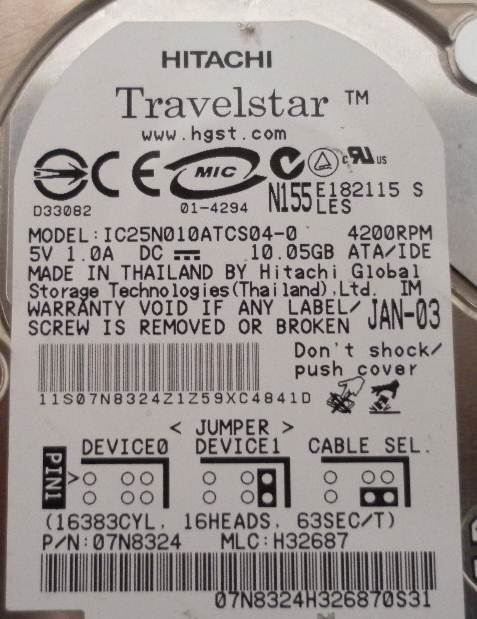 HITACHI
Travelstar ™
www.hgst.com
CE MIC c RU us
D33082 01-4294 N155 E182115 S
LES
MODEL:IC25N010ATCS04-0 4200RPM
5V 1.0A DC 10.05GB ATA/IDE
MADE IN THAILAND BY Hitachi Global
Storage Technologies(Thailand).Ltd. IM
WARRANTY VOID IF ANY LABEL/ JAN-03
SCREW IS REMOVED OR BROKEN
Don't shock/
push cover
11S07N8324Z1Z59XC4841D
< JUMPER >
DEVICE0 DEVICE1 CABLE SEL.
PIN1
(16383CYL. 16HEADS. 63SEC/T)
P/N:07N8324 MLC:H32687
07N8324H326870S31